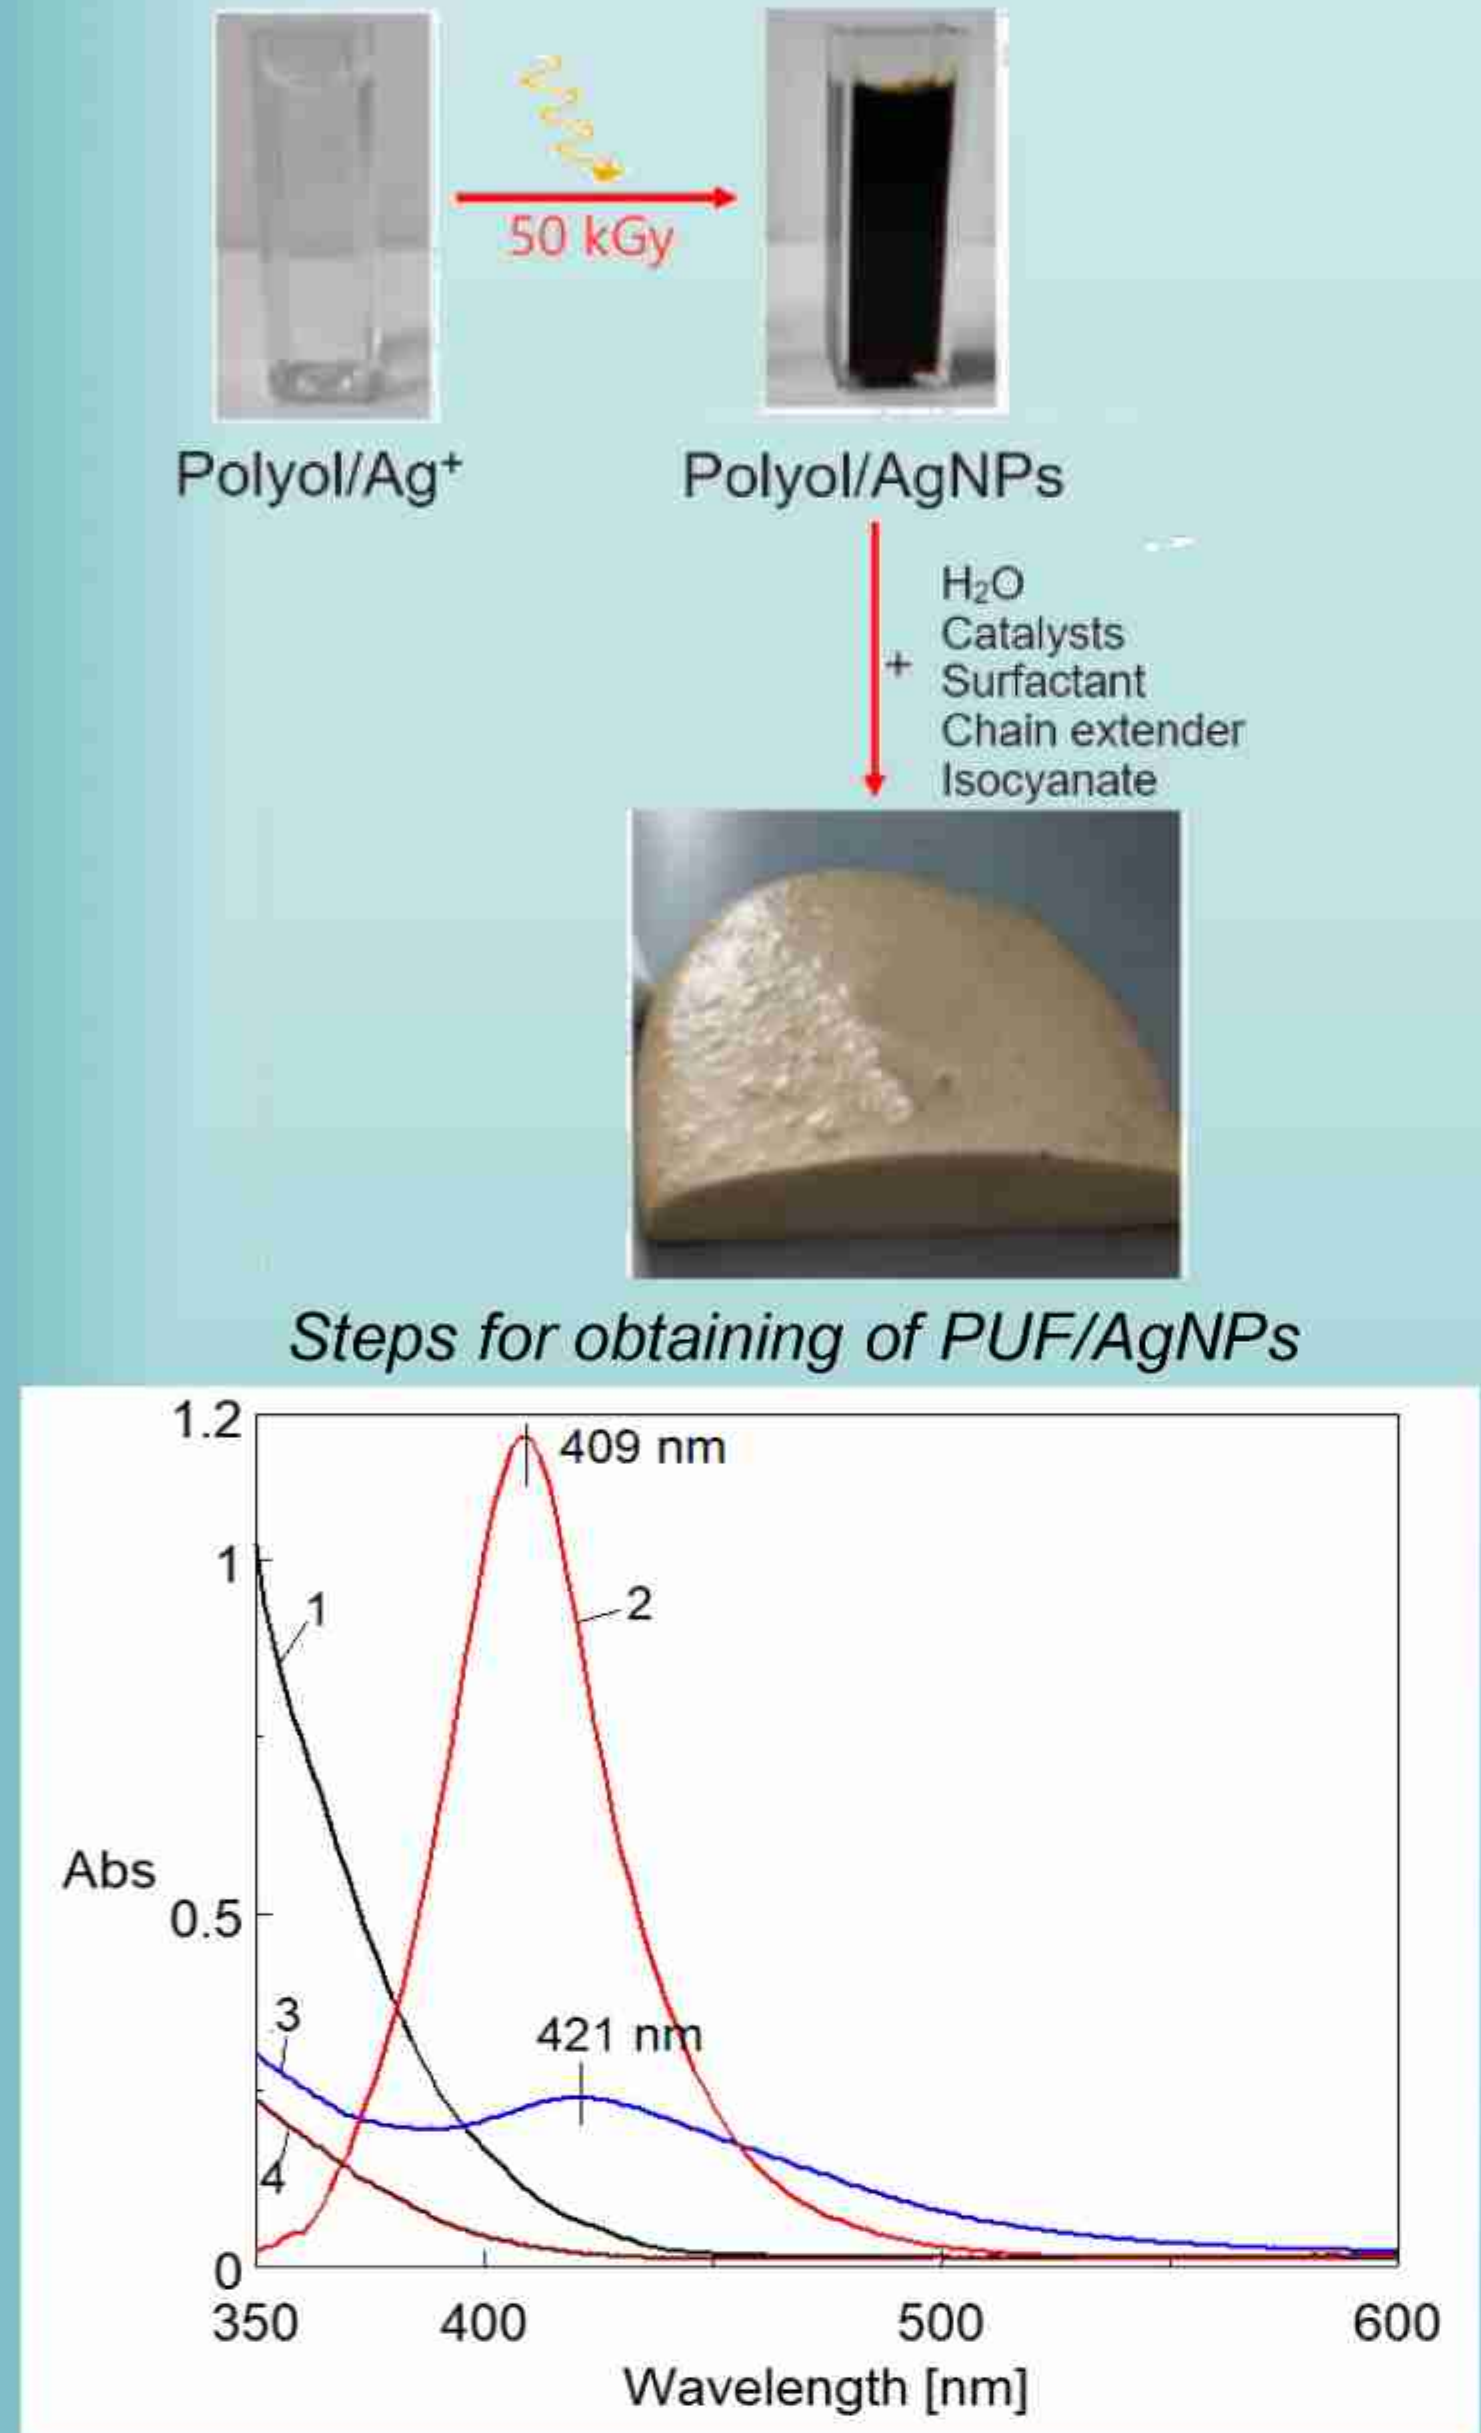 50 kGy
Polyol/Ag⁺
Polyol/AgNPs
+
H₂O
Catalysts
Surfactant
Chain extender
Isocyanate
Steps for obtaining of PUF/AgNPs
1.2
409 nm
1
1
2
Abs
0.5
3
421 nm
4
0
350
400
500
600
Wavelength [nm]